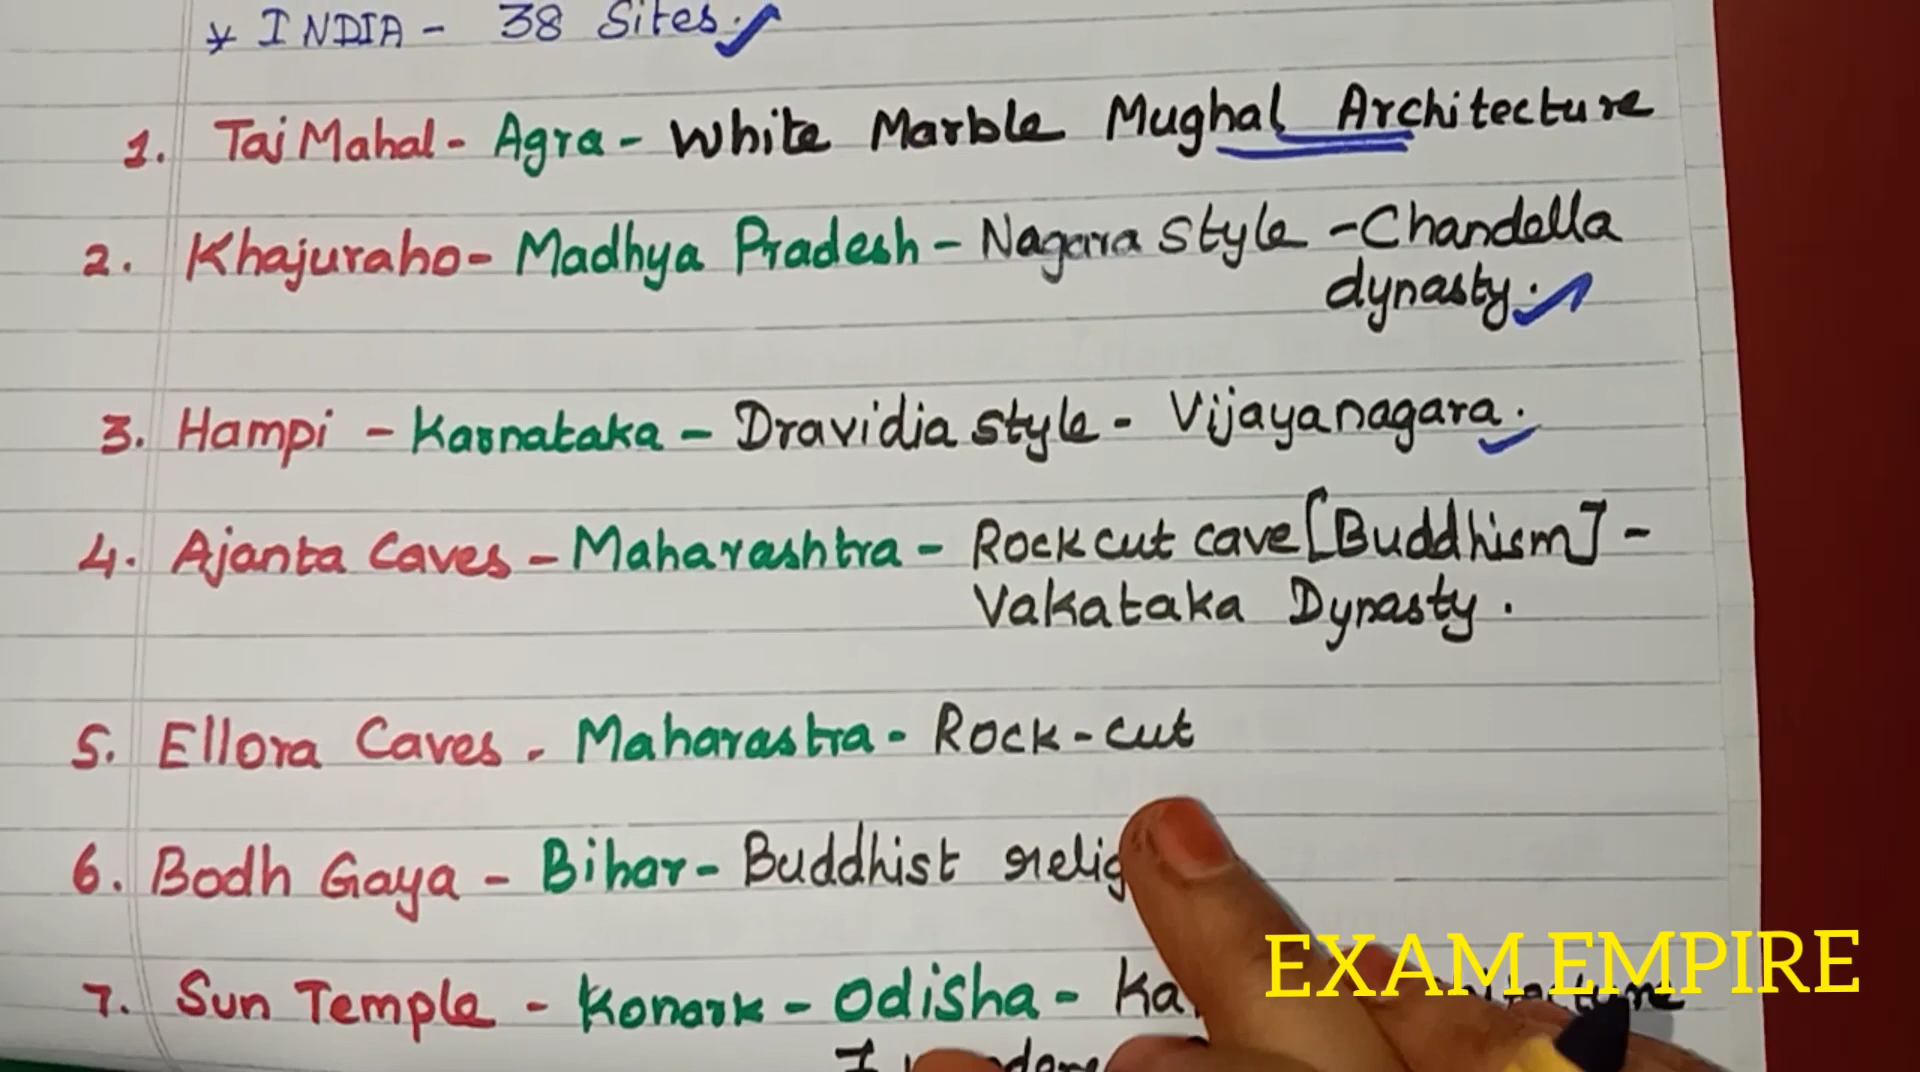 * INDIA - 38 Sites.
1. Taj Mahal - Agra - White Marble Mughal Architecture
2. Khajuraho - Madhya Pradesh - Nagara Style - Chandella
dynasty.
3. Hampi - Karnataka - Dravidia style - Vijayanagara.
4. Ajanta Caves - Maharashtra - Rock cut cave [Buddhism] -
Vakataka Dynasty.
5. Ellora Caves - Maharastra - Rock-cut
6. Bodh Gaya - Bihar - Buddhist relig
7. Sun Temple - Konark - Odisha - Ka
EXAM EMPIRE